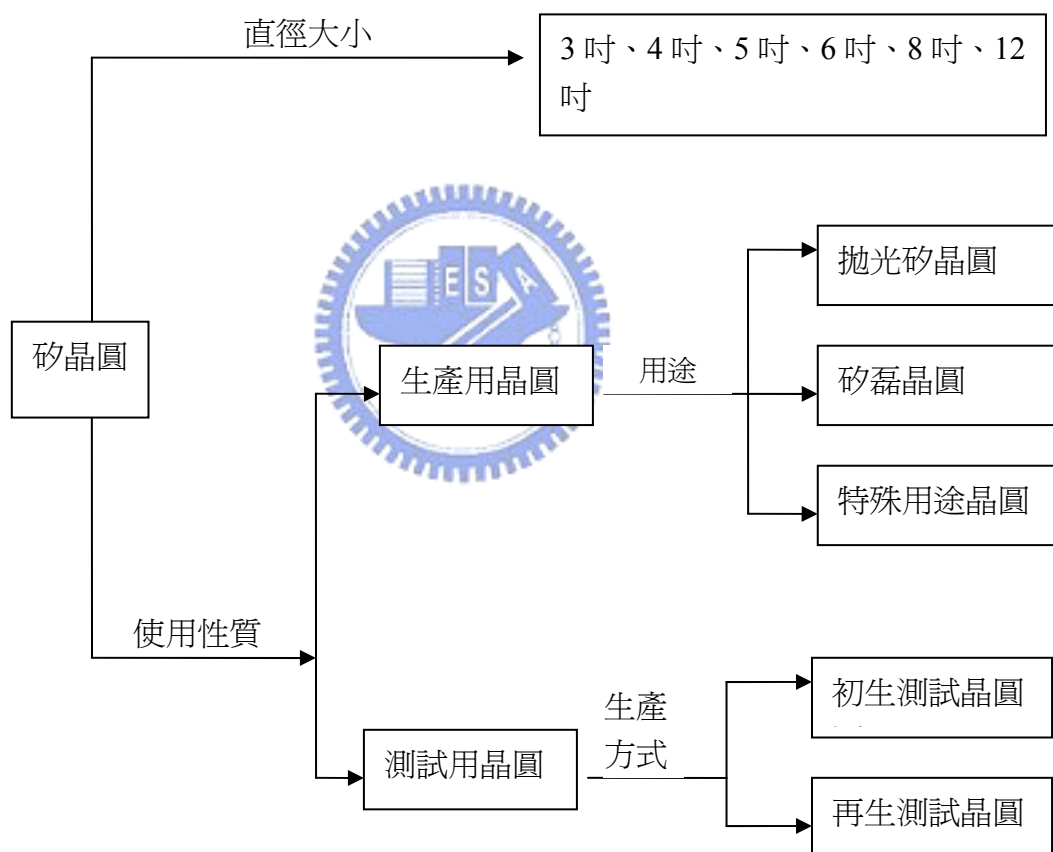 直徑大小
3 吋、4 吋、5 吋、6 吋、8 吋、12
吋
ESA
拋光矽晶圓
矽晶圓
生產用晶圓
用途
矽磊晶圓
特殊用途晶圓
使用性質
初生測試晶圓
生產
方式
測試用晶圓
再生測試晶圓